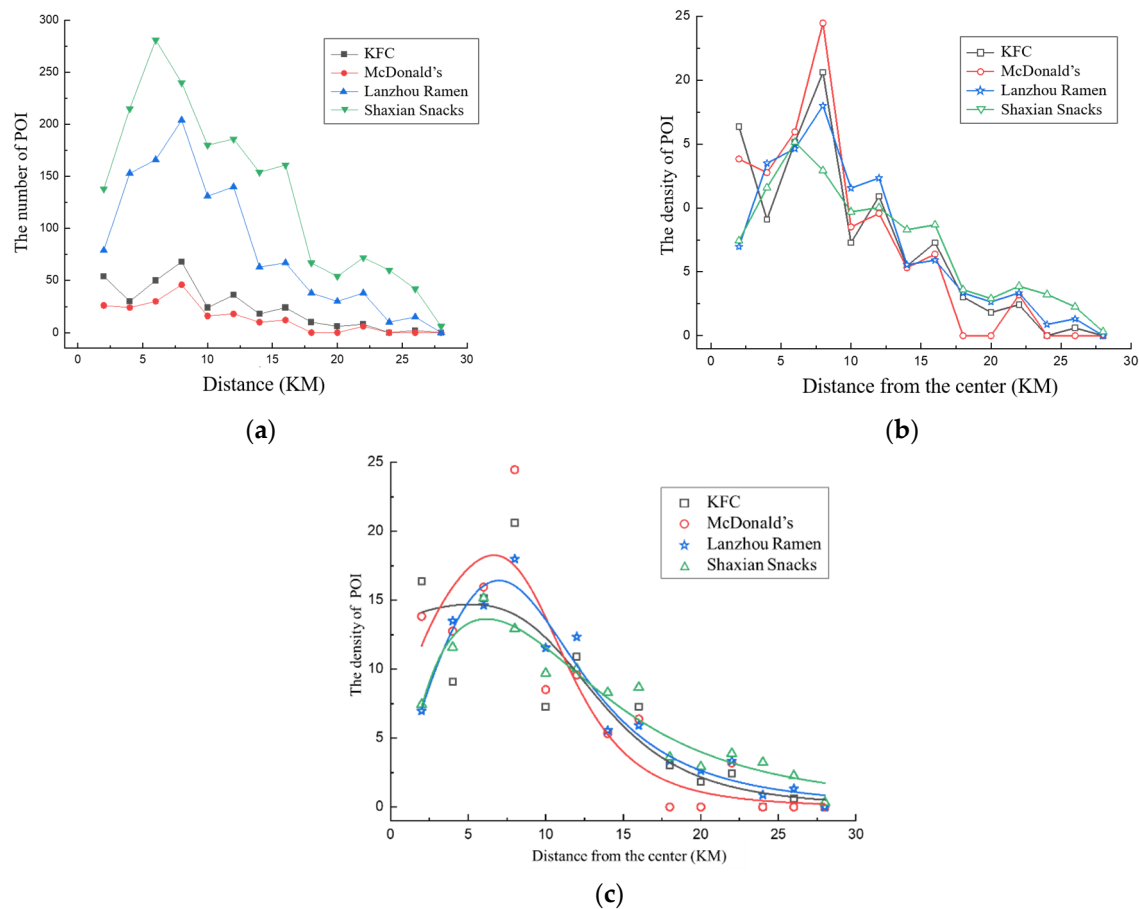 The number of POI
300
250
200
150
100
50
0
0 5 10 15 20 25 30
Distance (KM)
KFC
McDonald's
Lanzhou Ramen
Shaxian Snacks
(a)
The density of POI
25
20
5
0
5
0
0 5 10 15 20 25 30
Distance from the center (KM)
KFC
McDonald's
Lanzhou Ramen
Shaxian Snacks
(b)
The density of POI
25
20
15
10
5
0
0 5 10 15 20 25 30
Distance from the center (KM)
KFC
McDonald's
Lanzhou Ramen
Shaxian Snacks
(c)